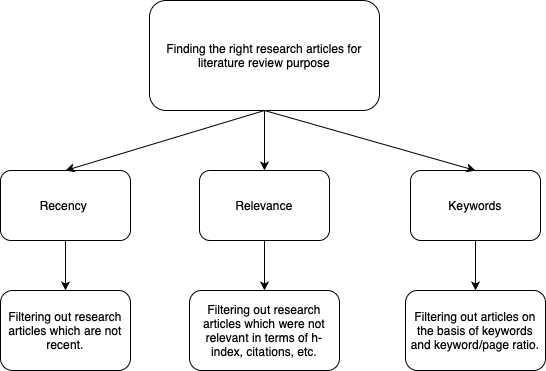 Finding the right research articles for
literature review purpose
Recency
Relevance
Keywords
Filtering out research
articles which are not
recent.
Filtering out research
articles which were not
relevant in terms of h-
index, citations, etc.
Filtering out articles on
the basis of keywords
and keyword/page ratio.